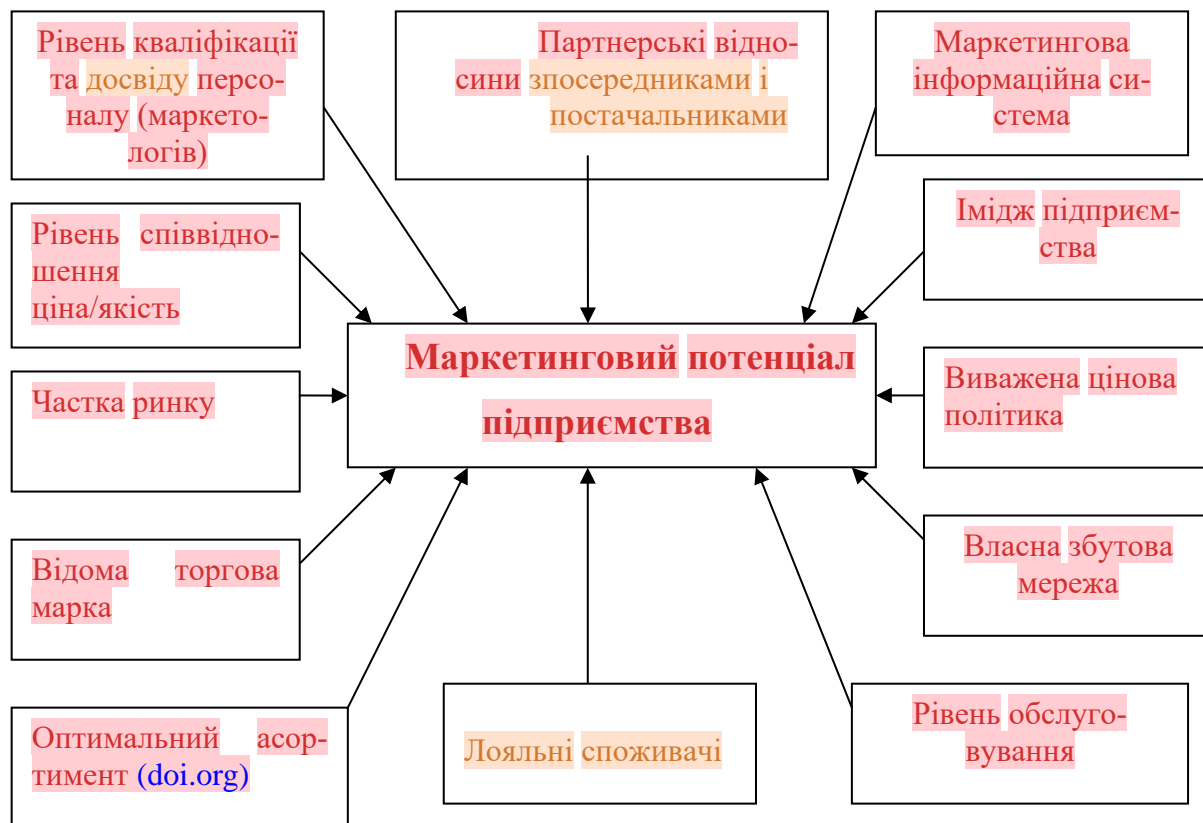 Рівень кваліфікації
та досвіду персо-
налу (маркето-
логів)
Партнерські відно-
сини зпосередниками і
постачальниками
Маркетингова
інформаційна си-
стема
Рівень співвідно-
шення
ціна/якість
Імідж підприєм-
ства
Маркетинговий потенціал
підприємства
Частка ринку
Виважена цінова
політика
Відома торгова
марка
Власна збутова
мережа
Оптимальний асор-
тимент (doi.org)
Лояльні споживачі
Рівень обслуго-
вування